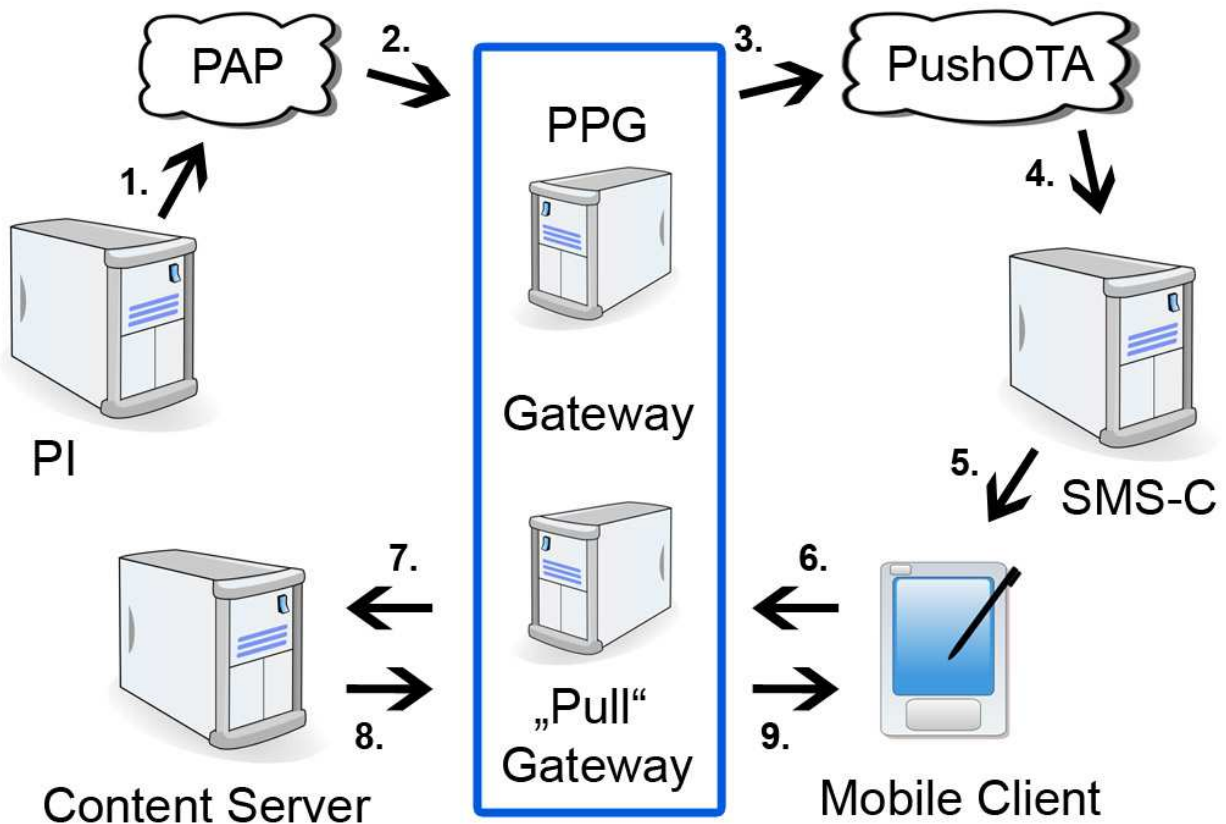 PAP
2.
3.
PushOTA
PPG
1.
4.
PI
Gateway
5.
SMS-C
7.
6.
8.
„Pull“
9.
Gateway
Content Server
Mobile Client